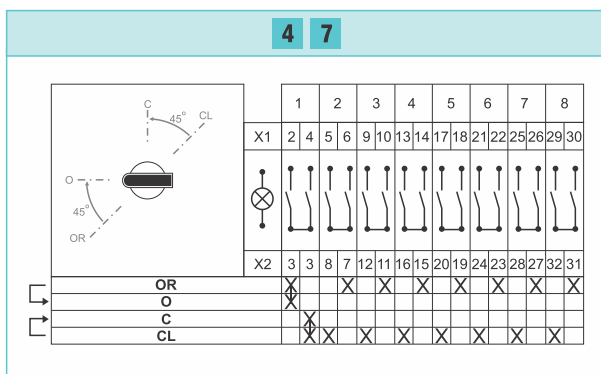 4 7
1 2 3 4 5 6 7 8
C
45°
CL
X1 2 4 5 6 9 10 13 14 17 18 21 22 25 26 29 30
O
45°
OR
X2 3 3 8 7 12 11 16 15 20 19 24 23 28 27 32 31
OR X X X X X X X X
O X
C X
CL X X X X X X X X